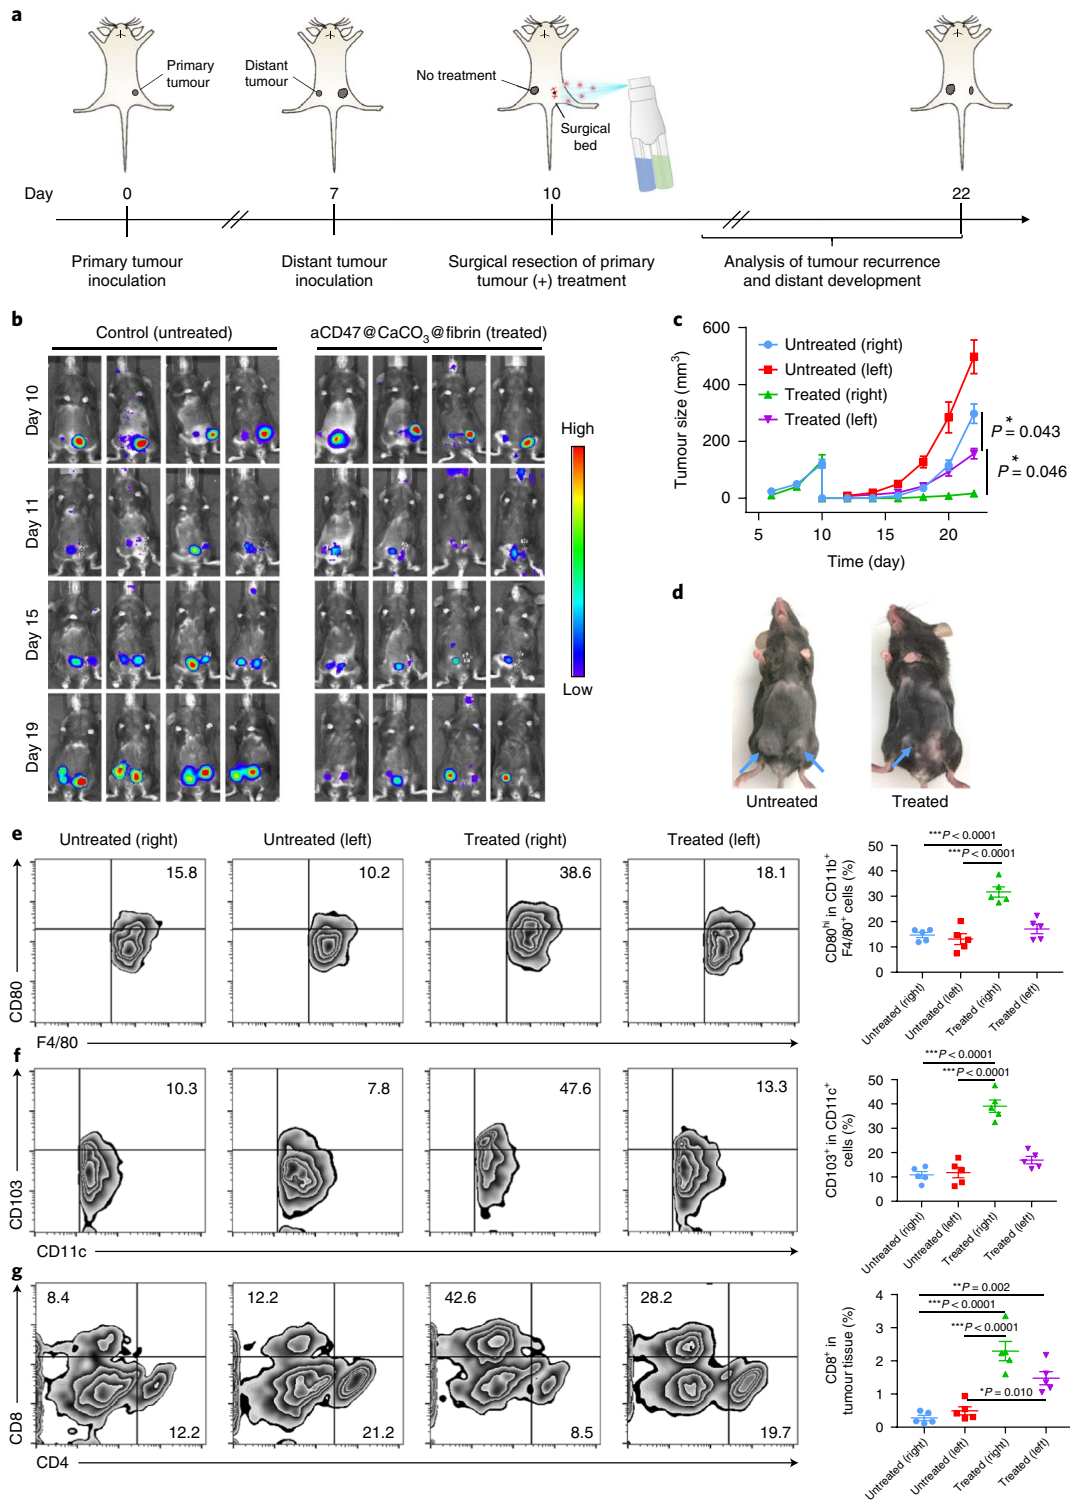 a
Primary
tumour
Distant
tumour
No treatment
Surgical
bed
Day
0
7
10
22
Primary tumour
inoculation
Distant tumour
inoculation
Surgical resection of primary
tumour (+) treatment
Analysis of tumour recurrence
and distant development
b
Control (untreated)
aCD47@CaCO3@fibrin (treated)
Day 10
Day 11
Day 15
Day 19
High
Low
c
Tumour size (mm³)
600
400
200
0
Untreated (right)
Untreated (left)
Treated (right)
Treated (left)
*
P = 0.043
*
P = 0.046
5
10
15
20
Time (day)
d
Untreated
Treated
e
Untreated (right)
Untreated (left)
Treated (right)
Treated (left)
15.8
10.2
38.6
18.1
CD80
F4/80
CD80hi in CD11b+
F4/80+ cells (%)
50
40
30
20
10
0
***P < 0.0001
***P < 0.0001
Untreated (right)
Untreated (left)
Treated (right)
Treated (left)
f
10.3
7.8
47.6
13.3
CD103
CD11c
CD103+ in CD11c+
cells (%)
50
40
30
20
10
0
***P < 0.0001
***P < 0.0001
Untreated (right)
Untreated (left)
Treated (right)
Treated (left)
g
8.4
12.2
42.6
28.2
12.2
21.2
8.5
19.7
CD8
CD4
CD8+ in
tumour tissue (%)
4
3
2
1
0
**P = 0.002
***P < 0.0001
***P < 0.0001
*P = 0.010
Untreated (right)
Untreated (left)
Treated (right)
Treated (left)